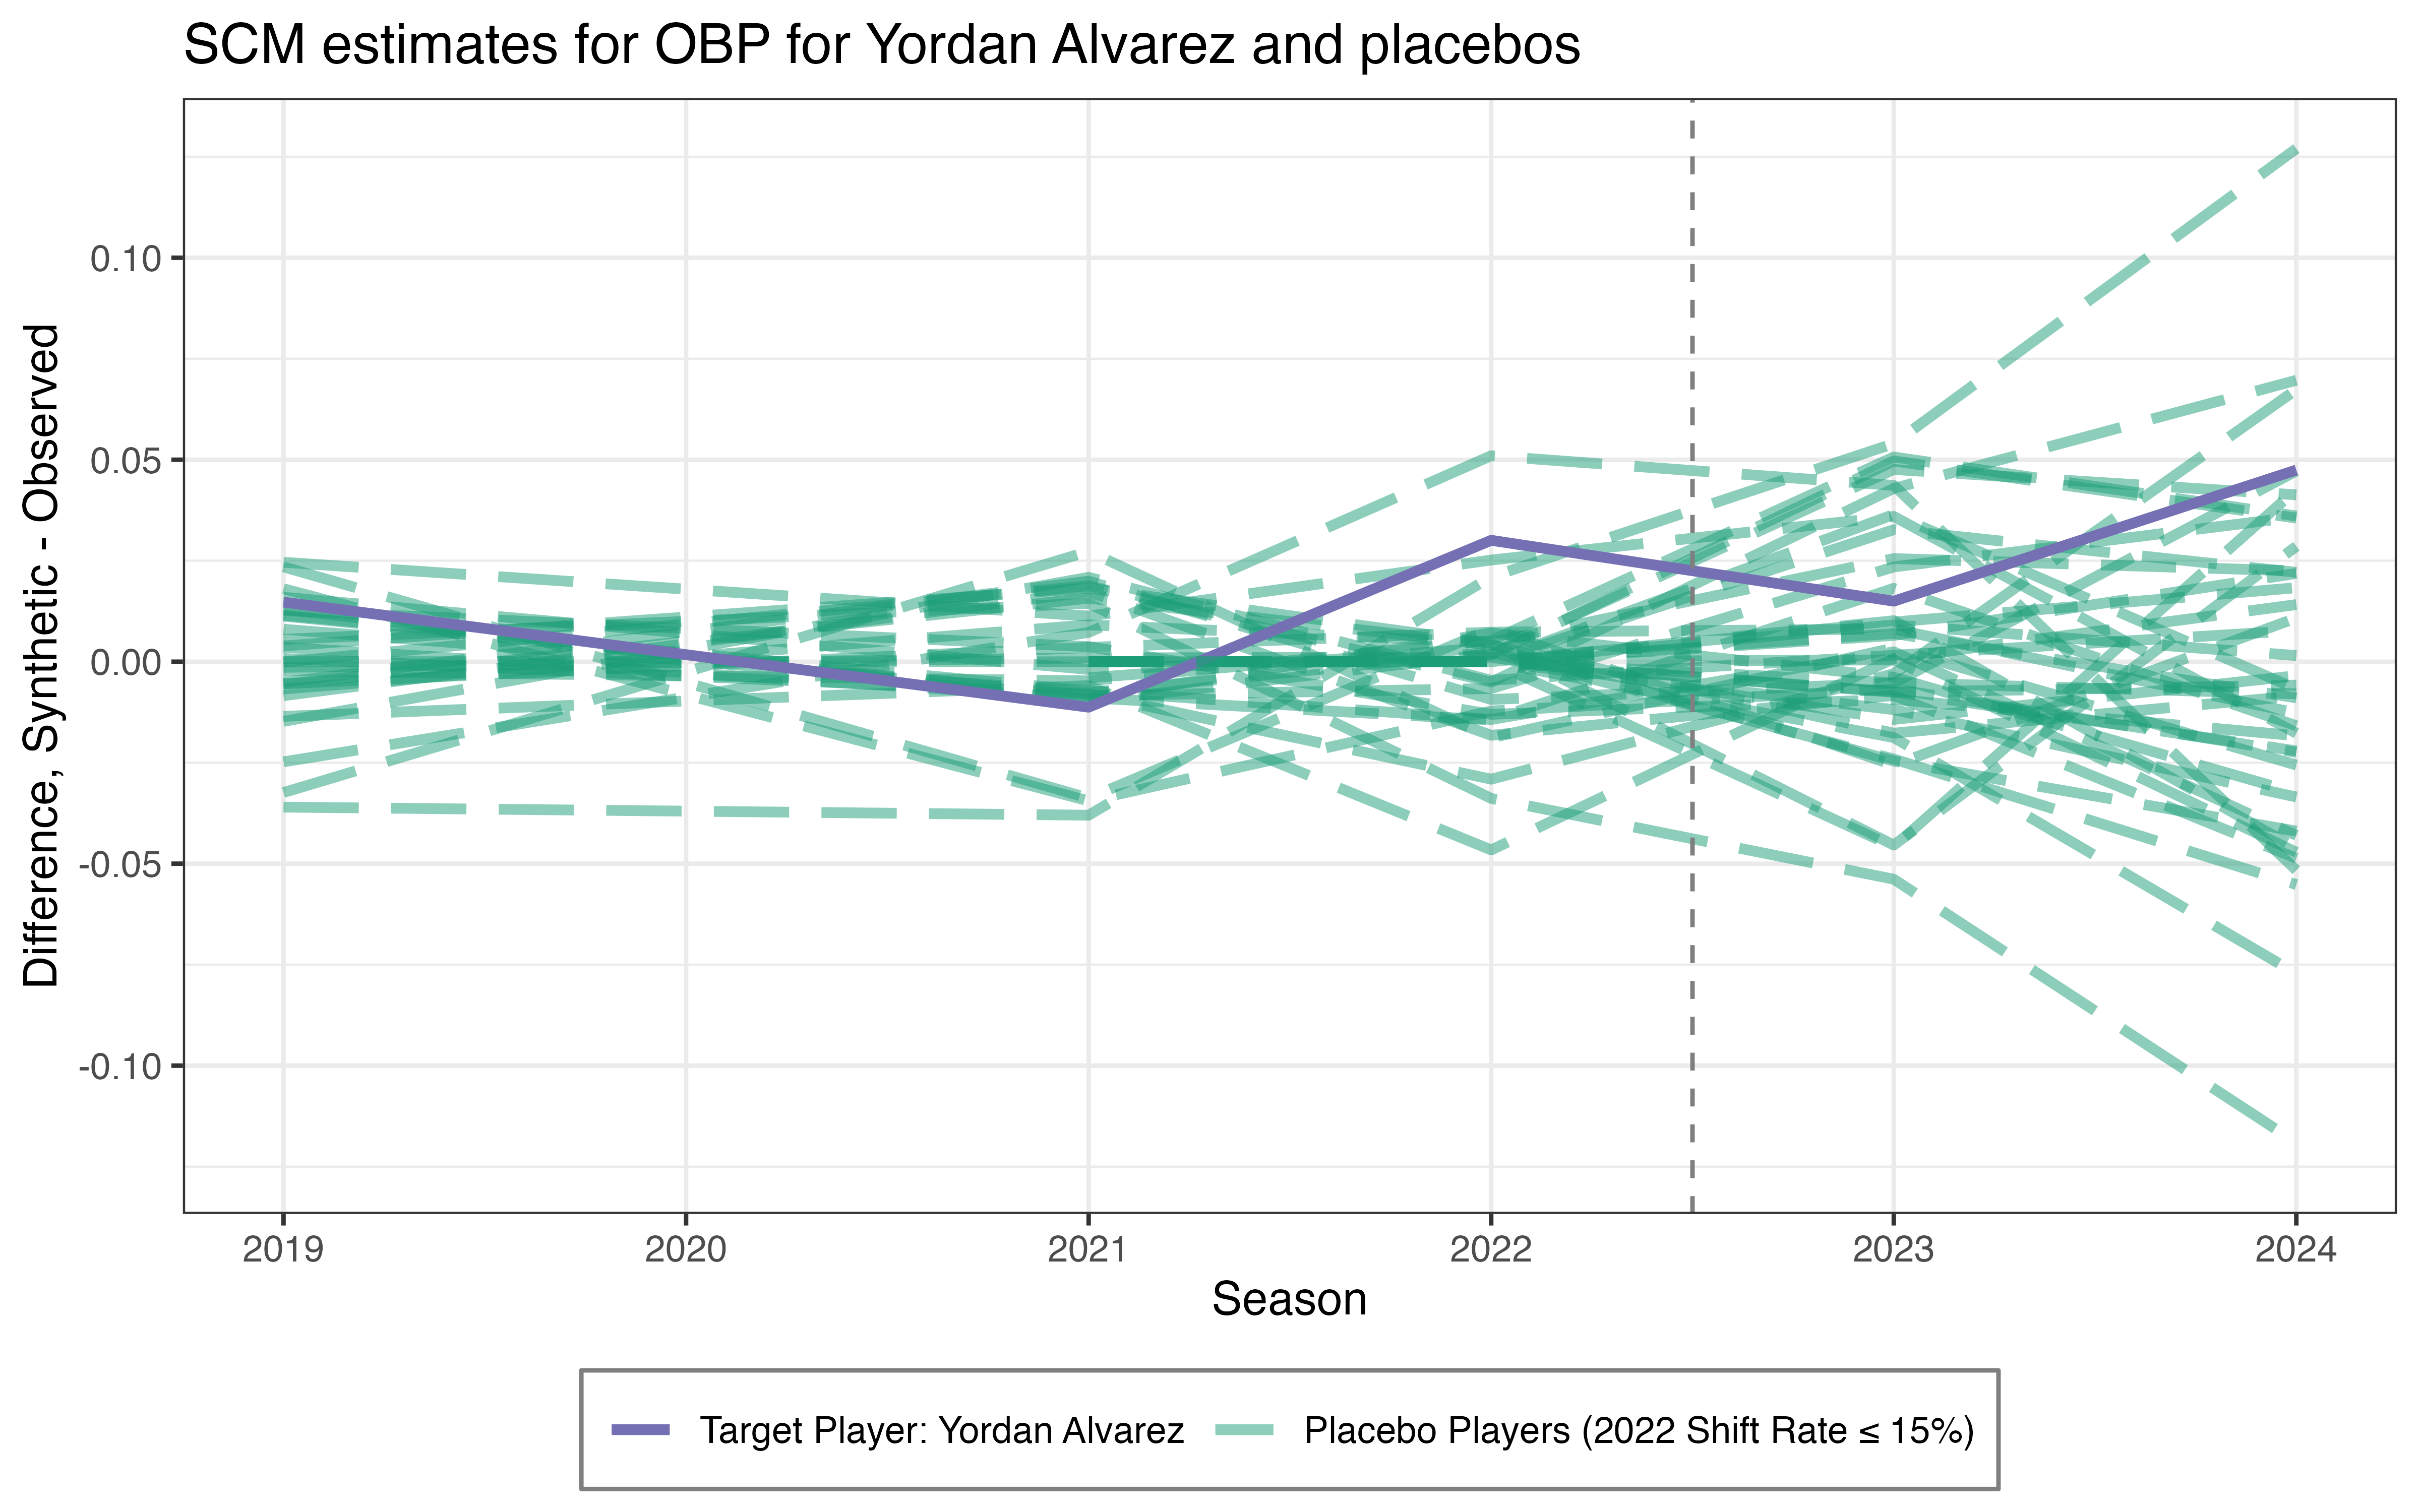 SCM estimates for OBP for Yordan Alvarez and placebos
Difference, Synthetic - Observed
0.10
0.05
0.00
-0.05
-0.10
2019 2020 2021 2022 2023 2024
Season
Target Player: Yordan Alvarez Placebo Players (2022 Shift Rate ≤ 15%)